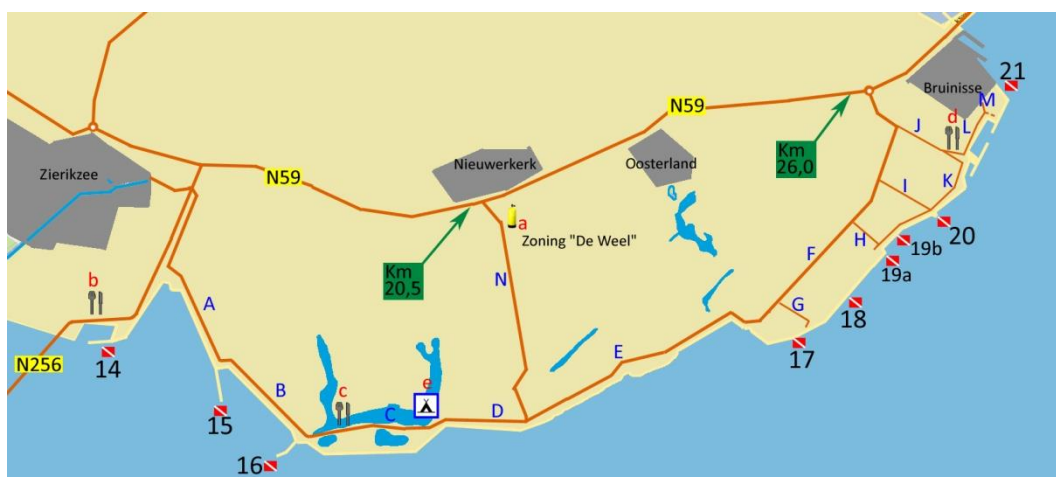 21
Bruinisse
M
d
J
L
N59
Km
26,0
Nieuwerkerk
Oosterland
Zierikzee
N59
I
K
a
Zoning "De Weel"
20
H
19b
19a
F
Km
20,5
N
b
A
G
18
17
14
N256
E
e
c
B
C
D
15
16